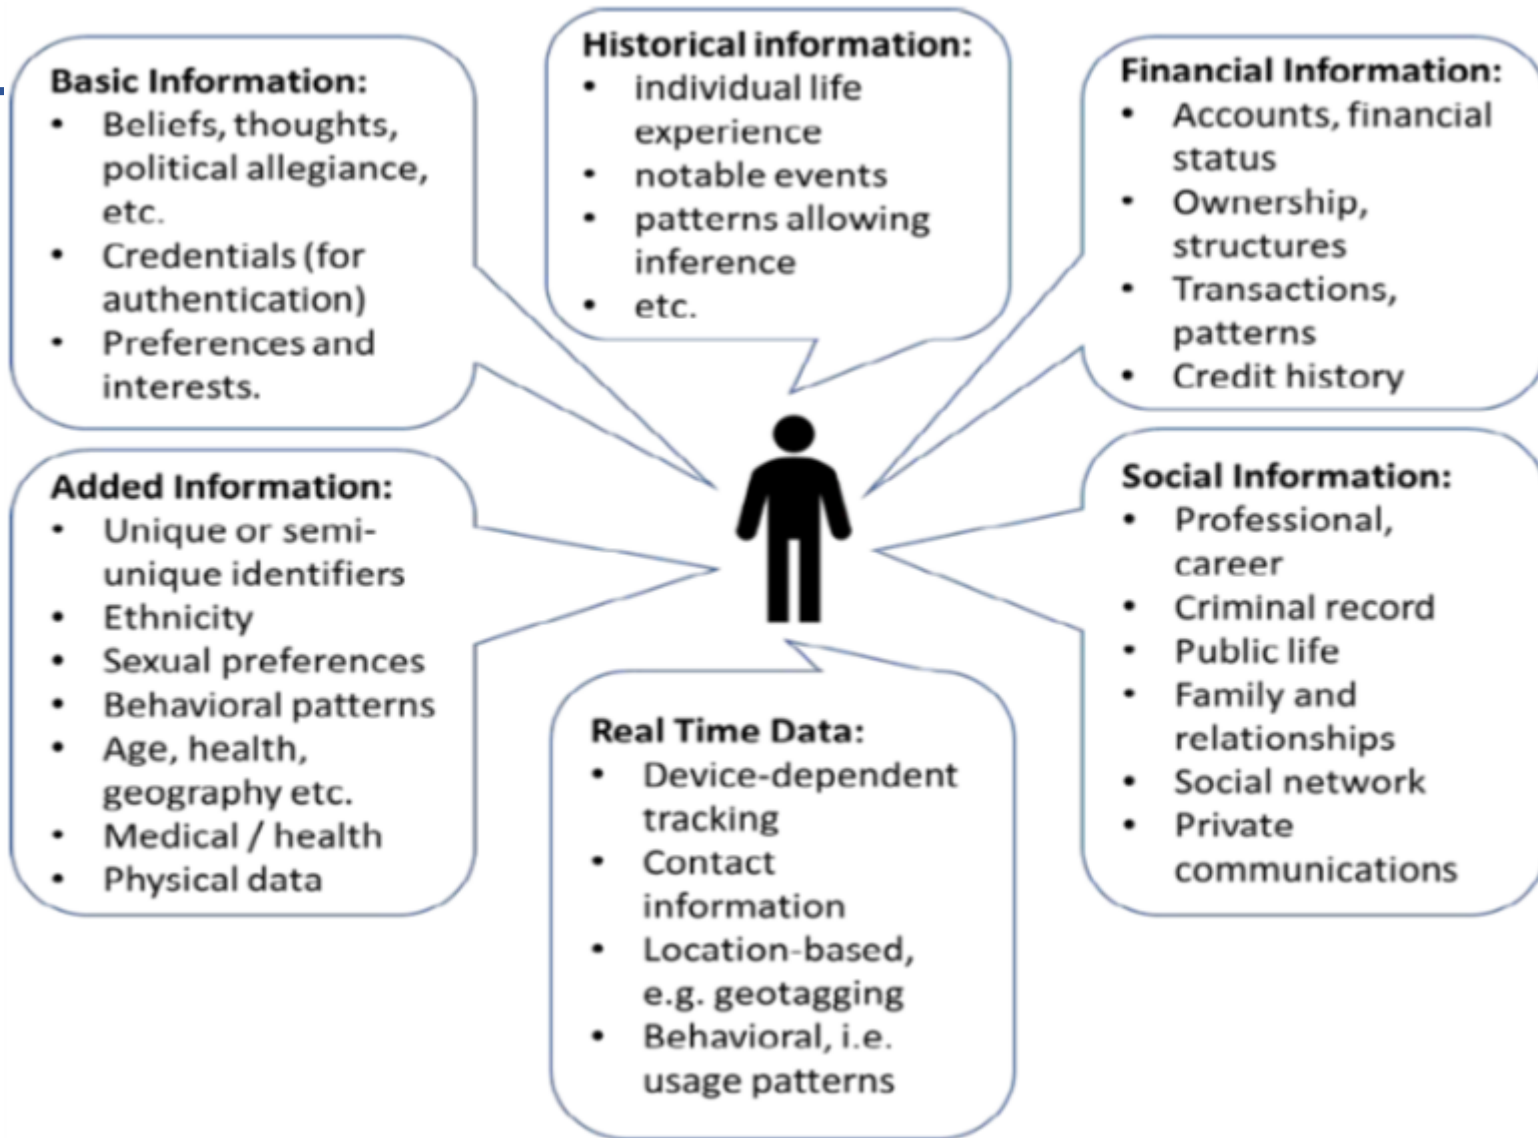 Basic Information:
• Beliefs, thoughts,
political allegiance,
etc.
• Credentials (for
authentication)
• Preferences and
interests.
Historical information:
• individual life
experience
• notable events
• patterns allowing
inference
• etc.
Financial Information:
• Accounts, financial
status
• Ownership,
structures
• Transactions,
patterns
• Credit history
Added Information:
• Unique or semi-
unique identifiers
• Ethnicity
• Sexual preferences
• Behavioral patterns
• Age, health,
geography etc.
• Medical / health
• Physical data
Real Time Data:
• Device-dependent
tracking
• Contact
information
• Location-based,
e.g. geotagging
• Behavioral, i.e.
usage patterns
Social Information:
• Professional,
career
• Criminal record
• Public life
• Family and
relationships
• Social network
• Private
communications